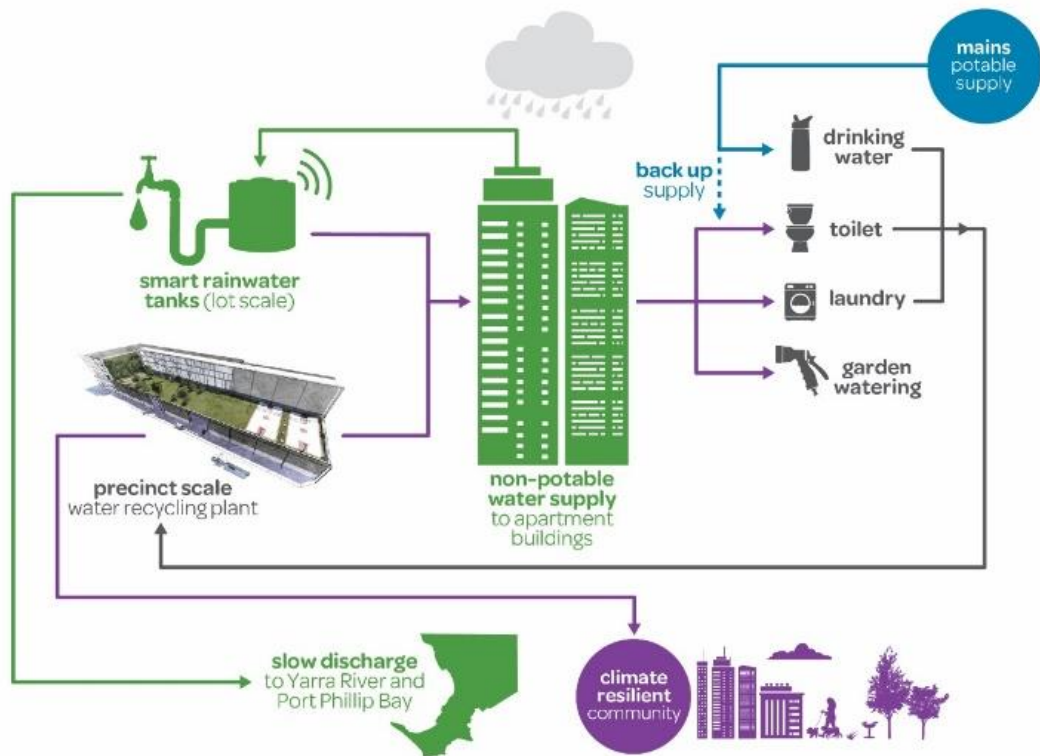 mains
potable
supply
drinking
water
back up
supply
toilet
laundry
garden
watering
smart rainwater
tanks (lot scale)
precinct scale
water recycling plant
non-potable
water supply
to apartment
buildings
slow discharge
to Yarra River and
Port Phillip Bay
climate
resilient
community